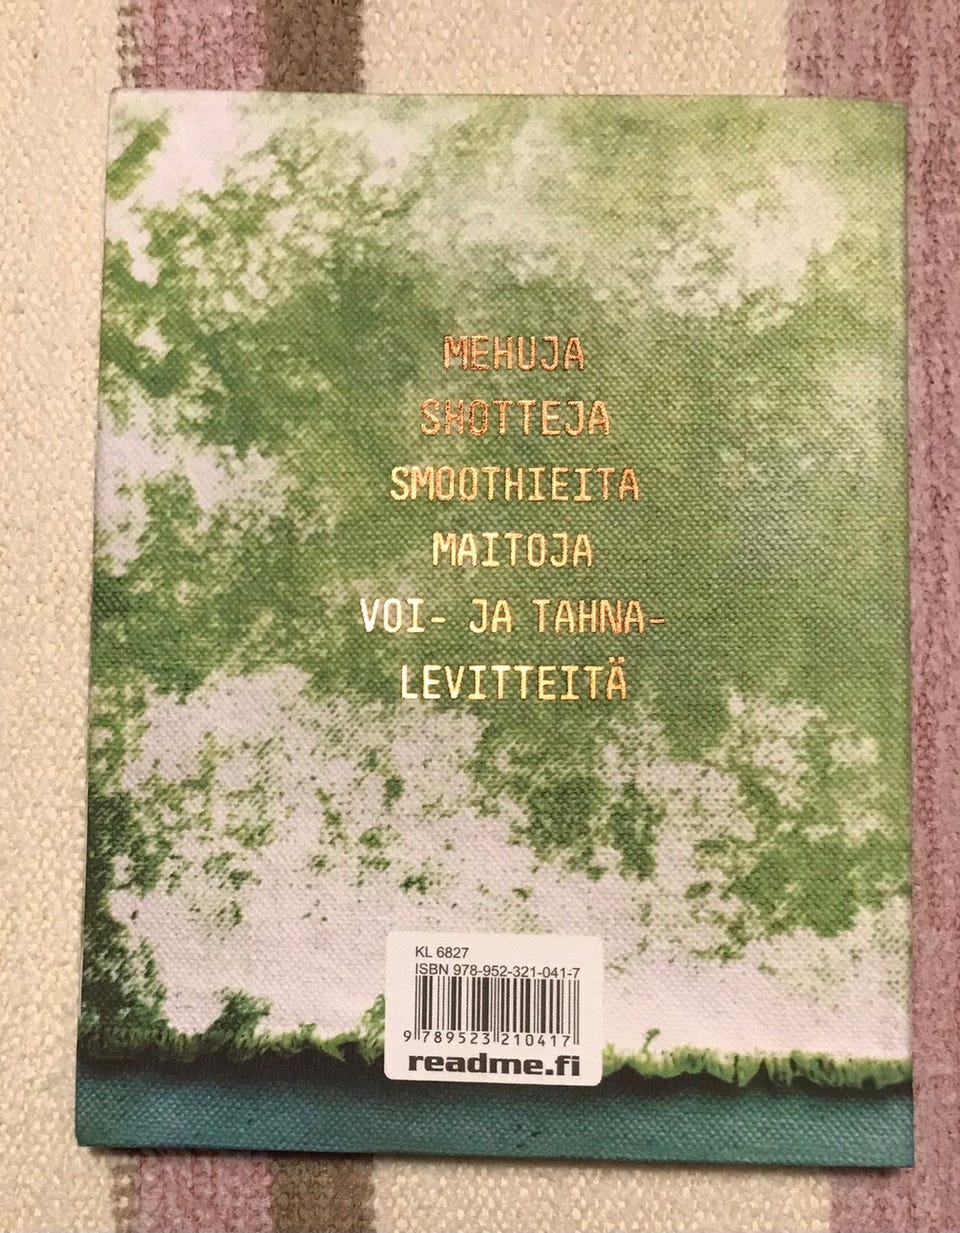 MEHUJA
SHOTTEJA
SMOOTHIEITA
MAITOJA
VOI- JA TAHNA-
LEVITTEITÄ
KL 6827
ISBN 978-952-321-041-7
9 789523 210417
readme.fi